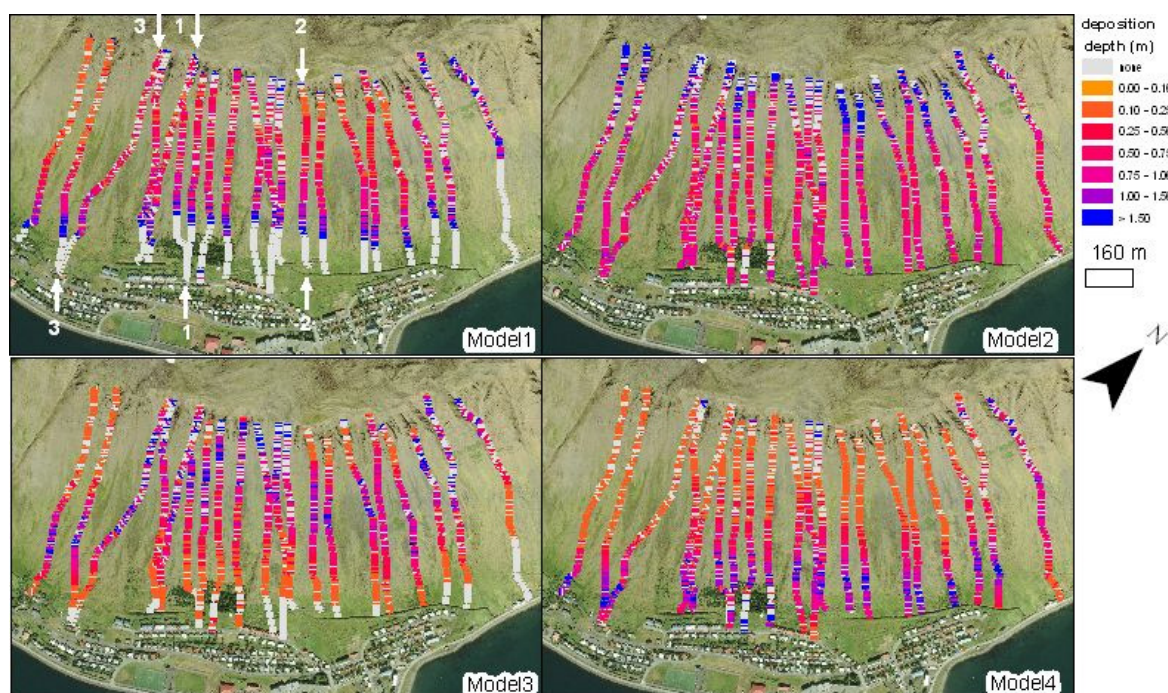 3 1 2
3 1 2
Model1
Model2
Model3
Model4
deposition
depth (m)
none
0.00 - 0.10
0.10 - 0.25
0.25 - 0.50
0.50 - 0.75
0.75 - 1.00
1.00 - 1.50
> 1.50
160 m
N